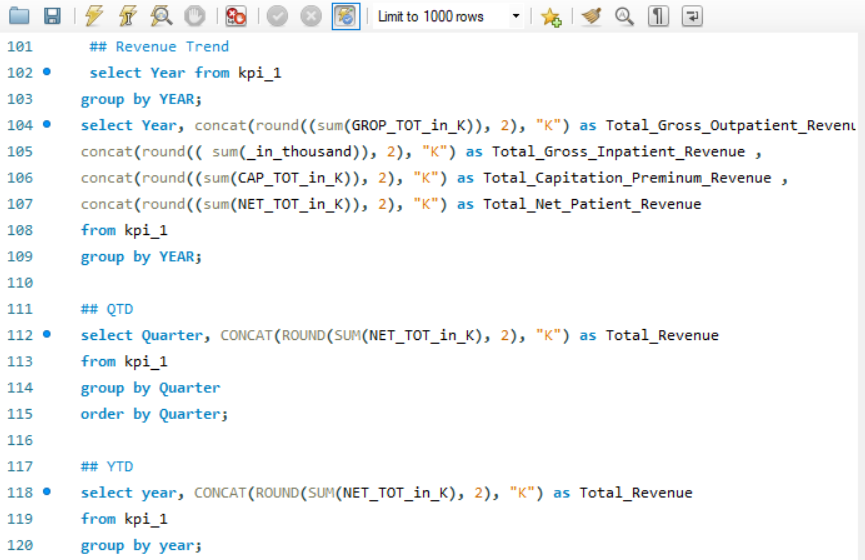 Limit to 1000 rows
101 ## Revenue Trend
102 select Year from kpi_1
103 group by YEAR;
104 select Year, concat(round((sum(GROP_TOT_in_K)), 2), "K") as Total_Gross_Outpatient_Revenu
105 concat(round(( sum(_in_thousand)), 2), "K") as Total_Gross_Inpatient_Revenue ,
106 concat(round((sum(CAP_TOT_in_K)), 2), "K") as Total_Capitation_Preminum_Revenue ,
107 concat(round((sum(NET_TOT_in_K)), 2), "K") as Total_Net_Patient_Revenue
108 from kpi_1
109 group by YEAR;
110
111 ## QTD
112 select Quarter, CONCAT(ROUND(SUM(NET_TOT_in_K), 2), "K") as Total_Revenue
113 from kpi_1
114 group by Quarter
115 order by Quarter;
116
117 ## YTD
118 select year, CONCAT(ROUND(SUM(NET_TOT_in_K), 2), "K") as Total_Revenue
119 from kpi_1
120 group by year;